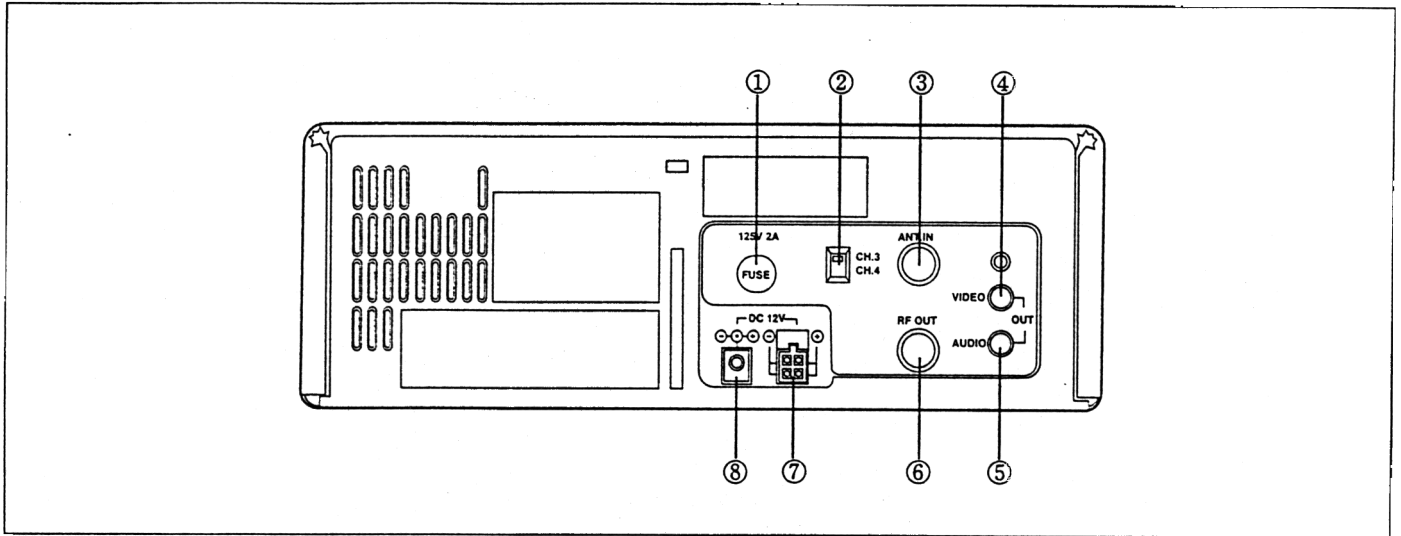 ① ② ③ ④
125V 2A
FUSE
CH.3
CH.4
ANT.IN
VIDEO
OUT
AUDIO
RF OUT
DC 12V
⊖ ⊙ ⊕ ⊖ ⊕
⑧ ⑦ ⑥ ⑤